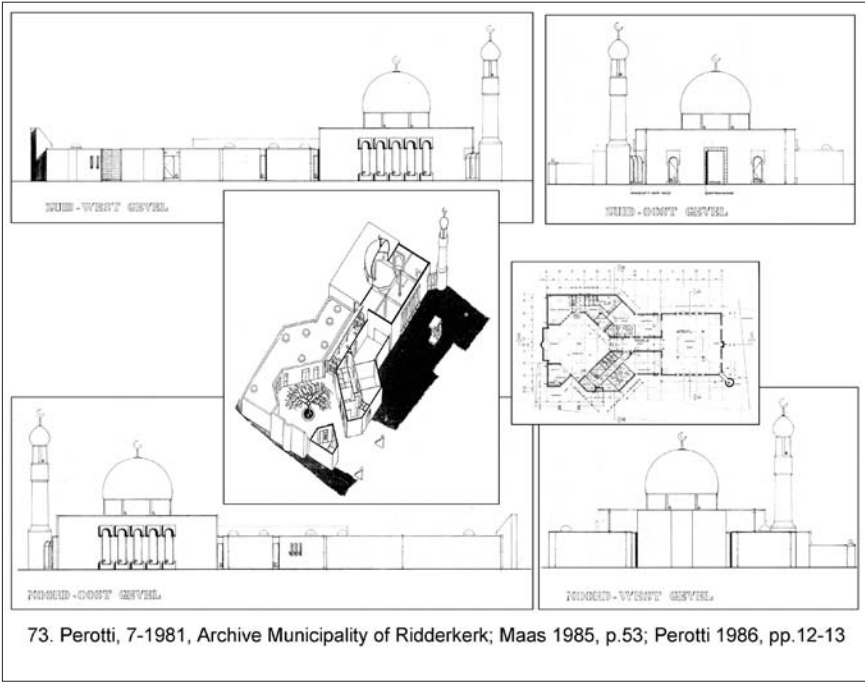 ZUID-WEST GEVEL
ZUID-OOST GEVEL
NOORD-OOST GEVEL
NOORD-WEST GEVEL
73. Perotti, 7-1981, Archive Municipality of Ridderkerk; Maas 1985, p.53; Perotti 1986, pp.12-13